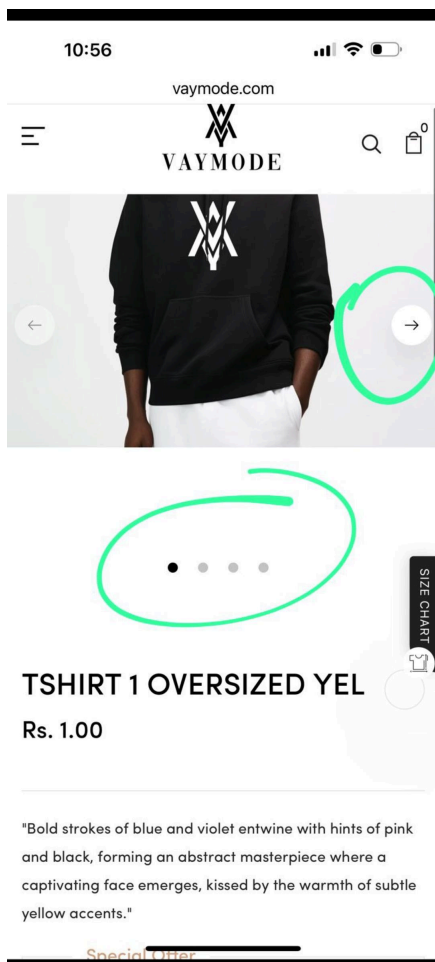 10:56
vaymode.com
VAYMODE
0
SIZE CHART
TSHIRT 1 OVERSIZED YEL
Rs. 1.00
"Bold strokes of blue and violet entwine with hints of pink
and black, forming an abstract masterpiece where a
captivating face emerges, kissed by the warmth of subtle
yellow accents."
Special Offer